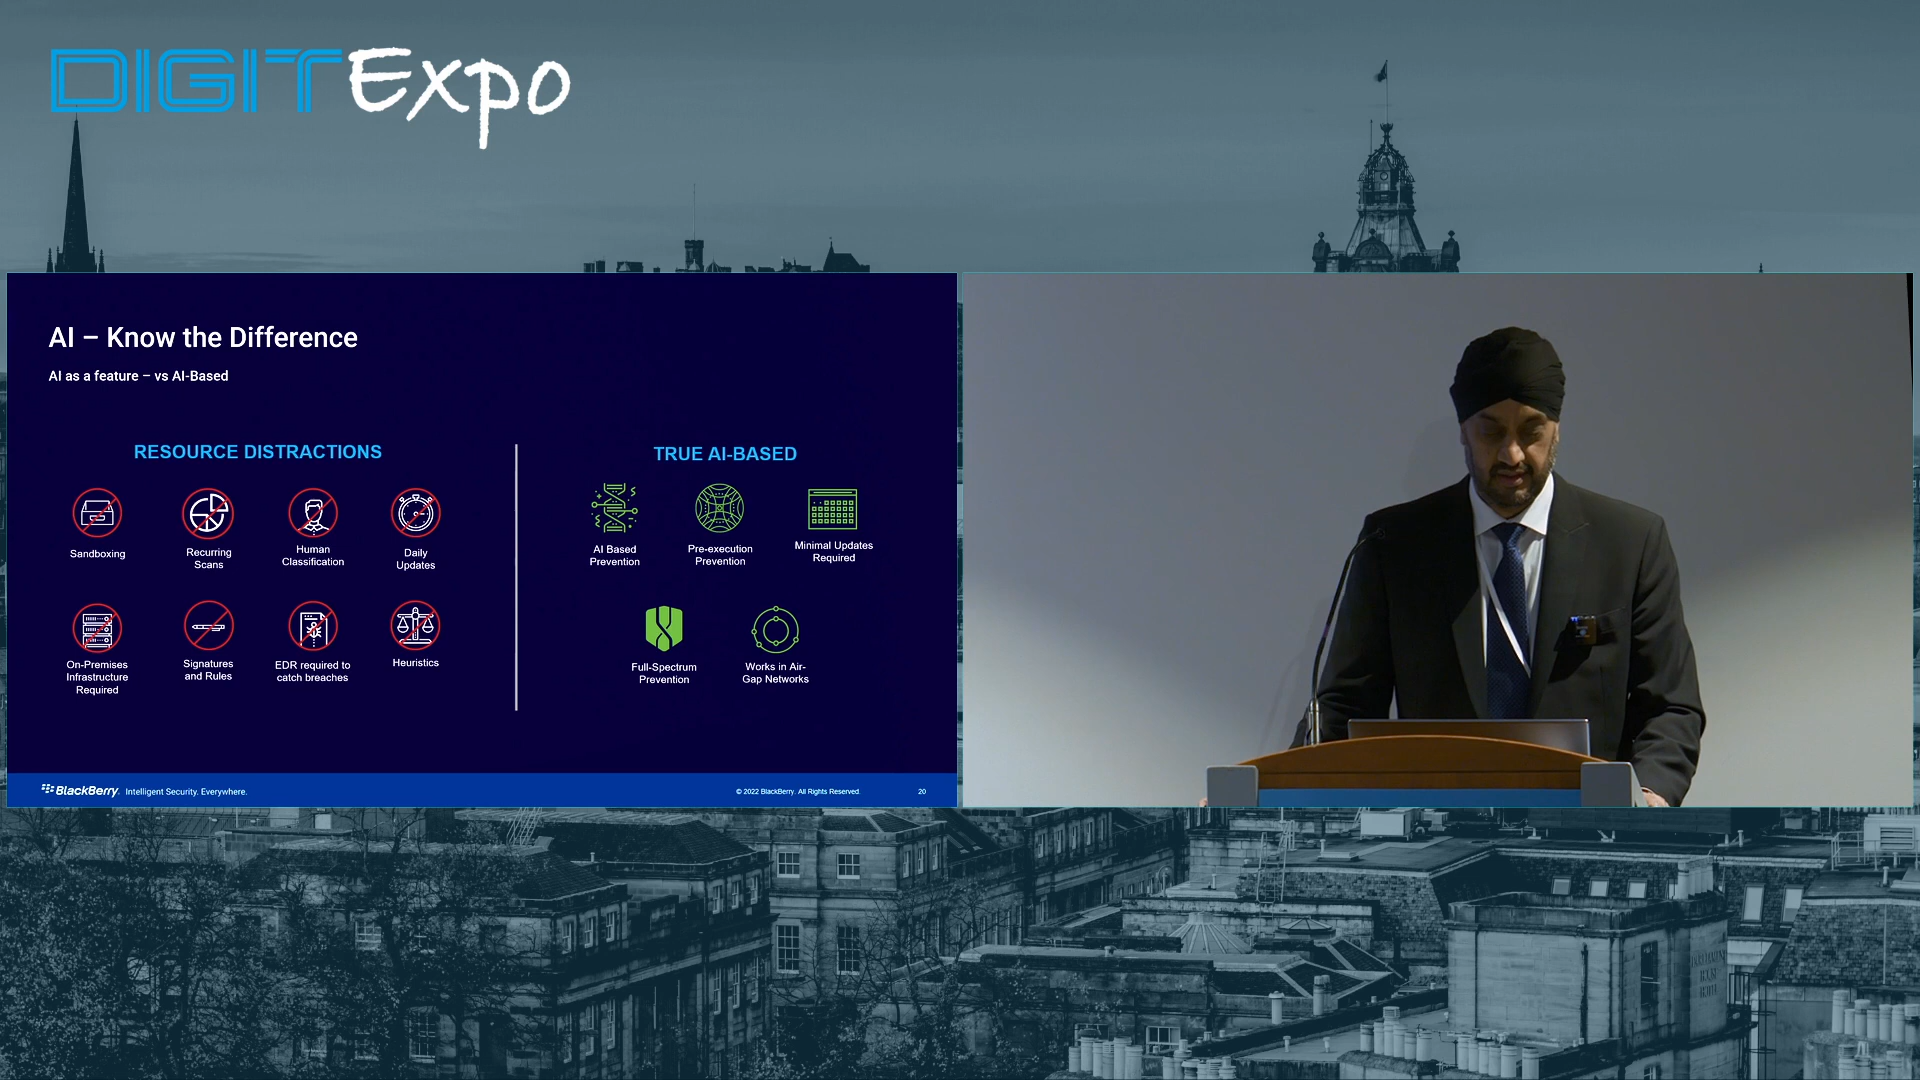 DIGITExpo
AI – Know the Difference
AI as a feature – vs AI-Based
RESOURCE DISTRACTIONS
Sandboxing
Recurring
Scans
Human
Classification
Daily
Updates
On-Premises
Infrastructure
Required
Signatures
and Rules
EDR required to
catch breaches
Heuristics
TRUE AI-BASED
AI Based
Prevention
Pre-execution
Prevention
Minimal Updates
Required
Full-Spectrum
Prevention
Works in Air-
Gap Networks
BlackBerry. Intelligent Security. Everywhere.
© 2022 BlackBerry. All Rights Reserved.
20